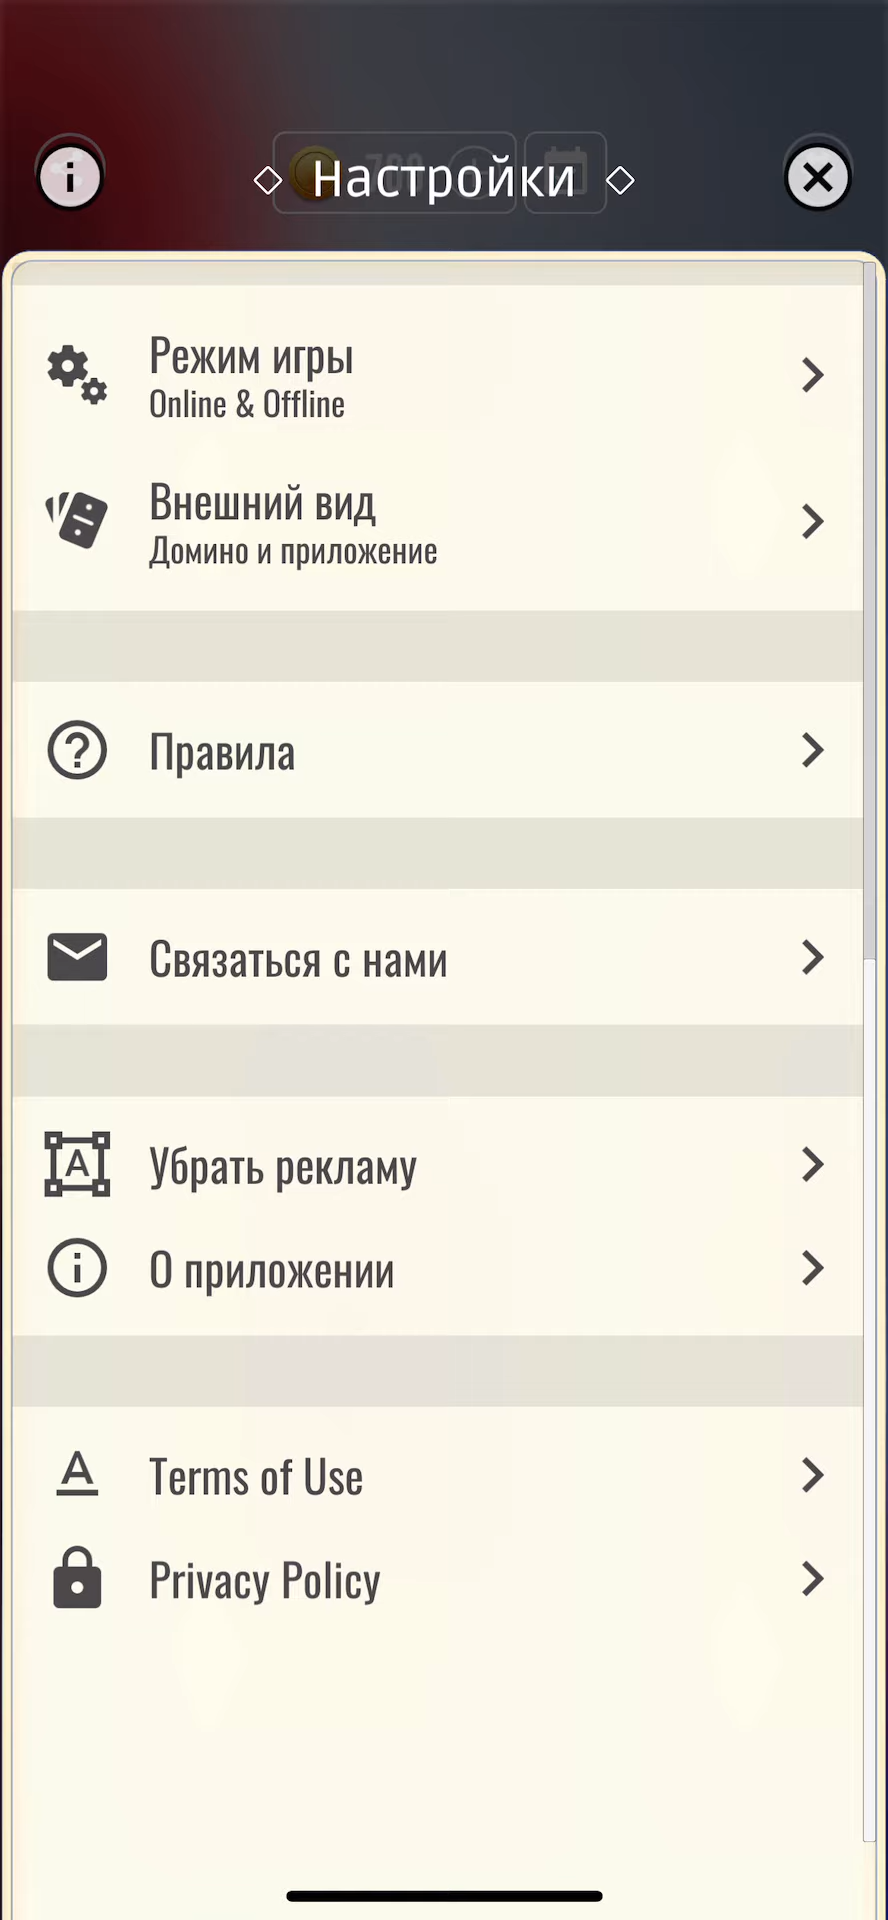 Настройки
Режим игры
Online & Offline
Внешний вид
Домино и приложение
Правила
Связаться с нами
Убрать рекламу
О приложении
Terms of Use
Privacy Policy